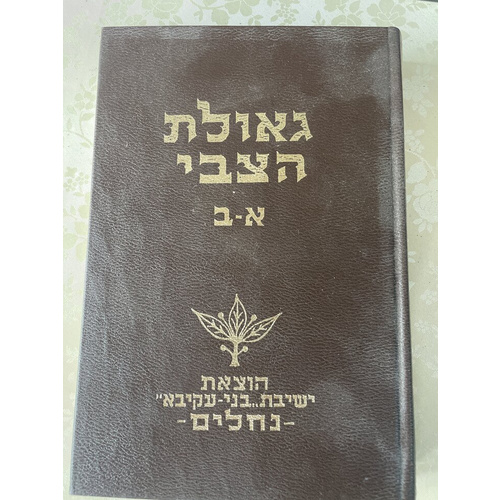 גאולת
הצבי
א-ב
הוצאת
ישיבת „בני-עקיבא"
-נחלים-